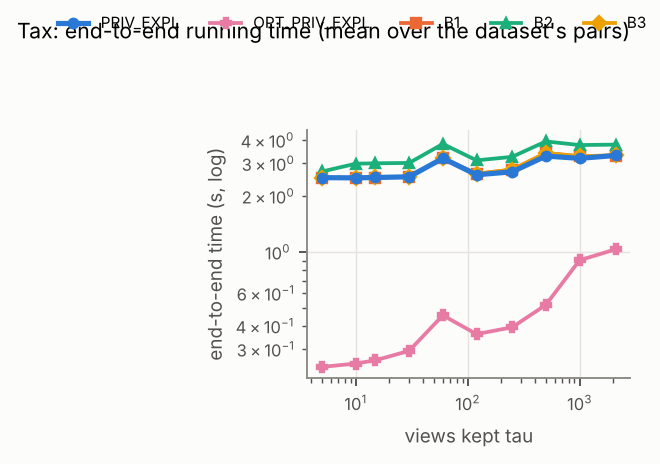 PRIV_EXPL OPT_PRIV_EXPL B1 B2 B3
Tax: end-to-end running time (mean over the dataset's pairs)
4 × 10⁰
3 × 10⁰
2 × 10⁰
10⁰
6 × 10⁻¹
4 × 10⁻¹
3 × 10⁻¹
end-to-end time (s, log)
10¹ 10² 10³
views kept tau